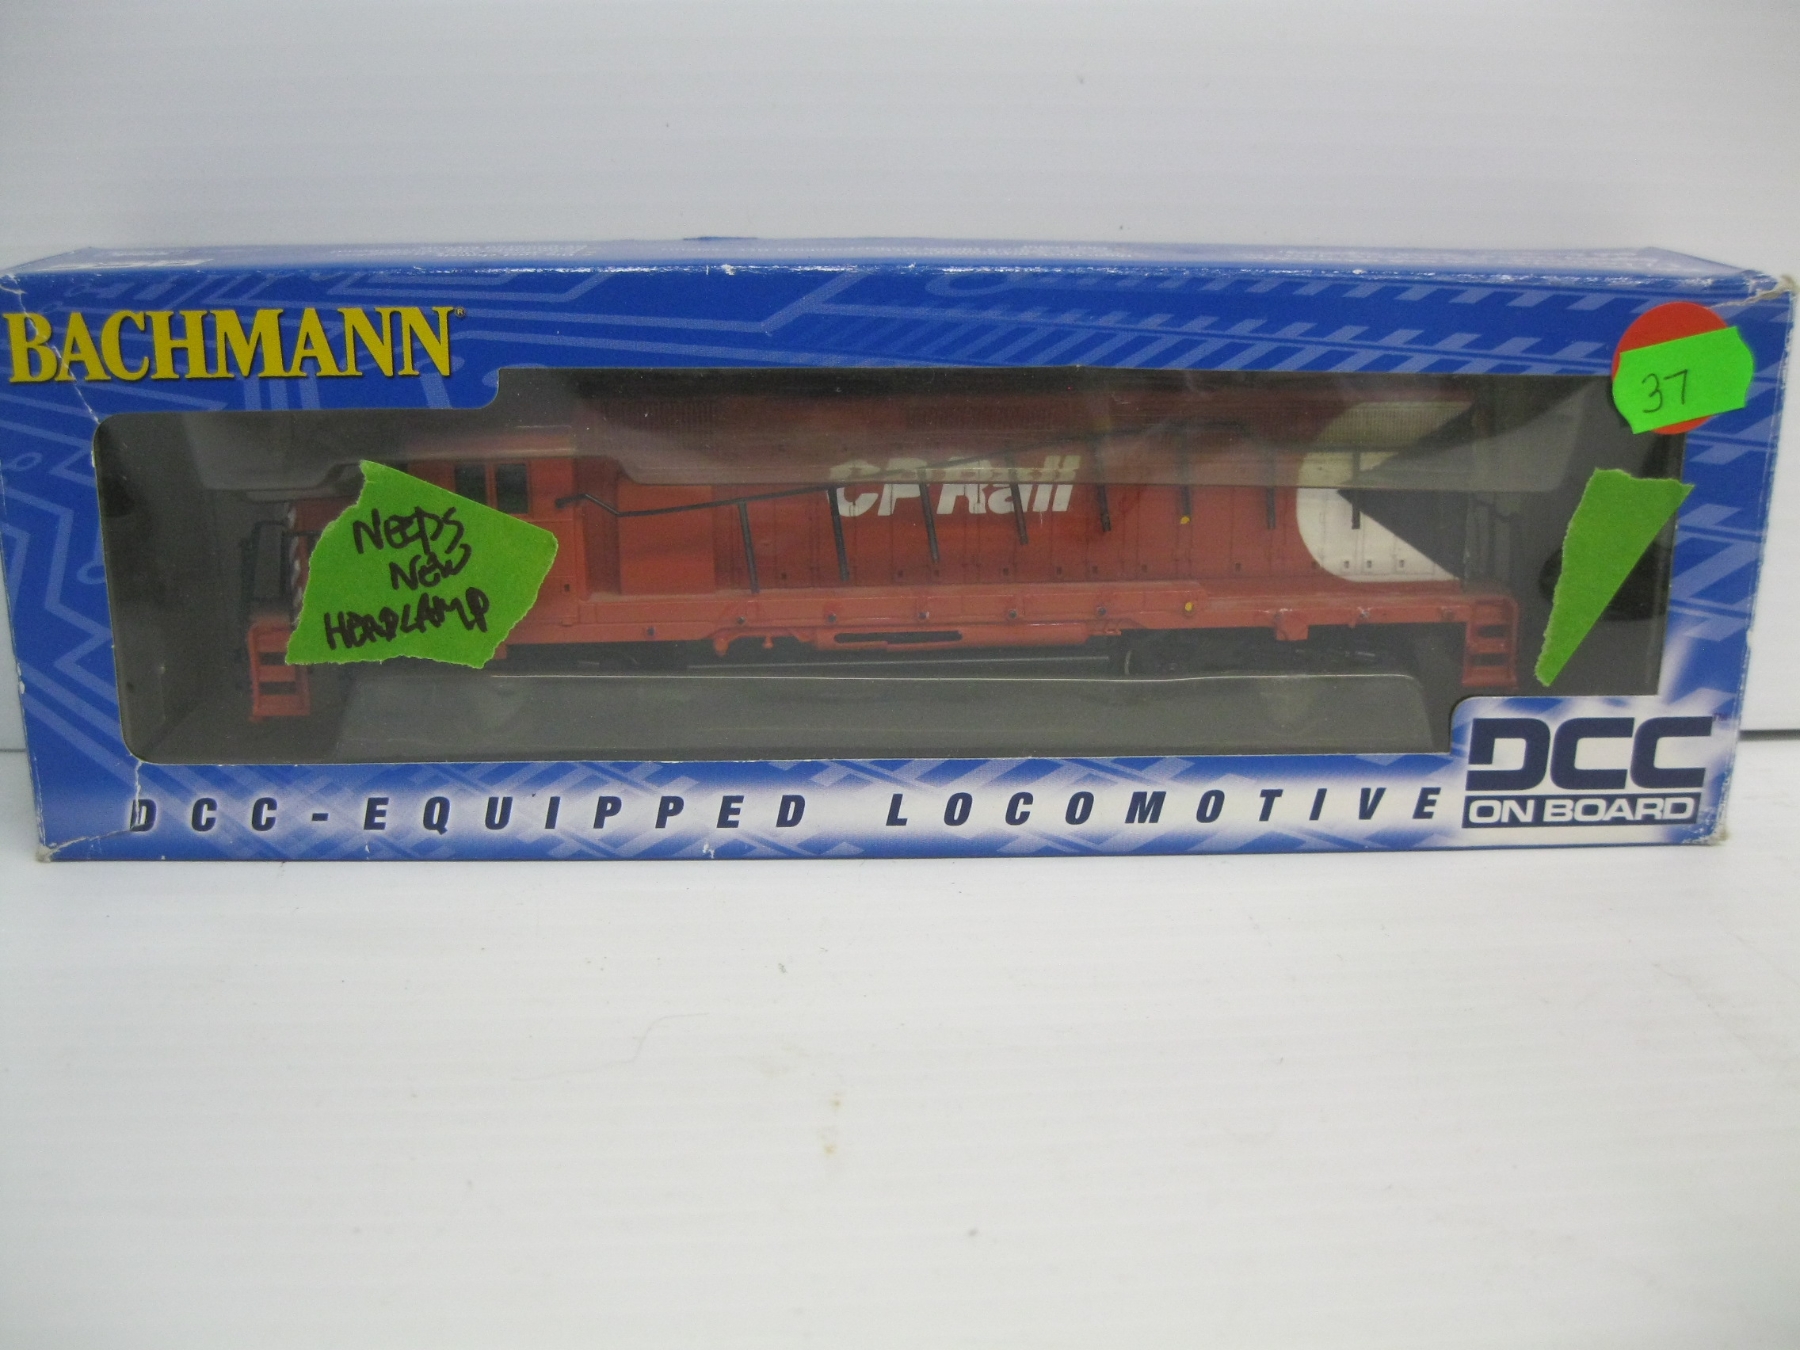 BACHMANN®
37
CP Rail
NEEDS
NEW
HEADLAMP
DCC-EQUIPPED LOCOMOTIVE
DCC
ON BOARD